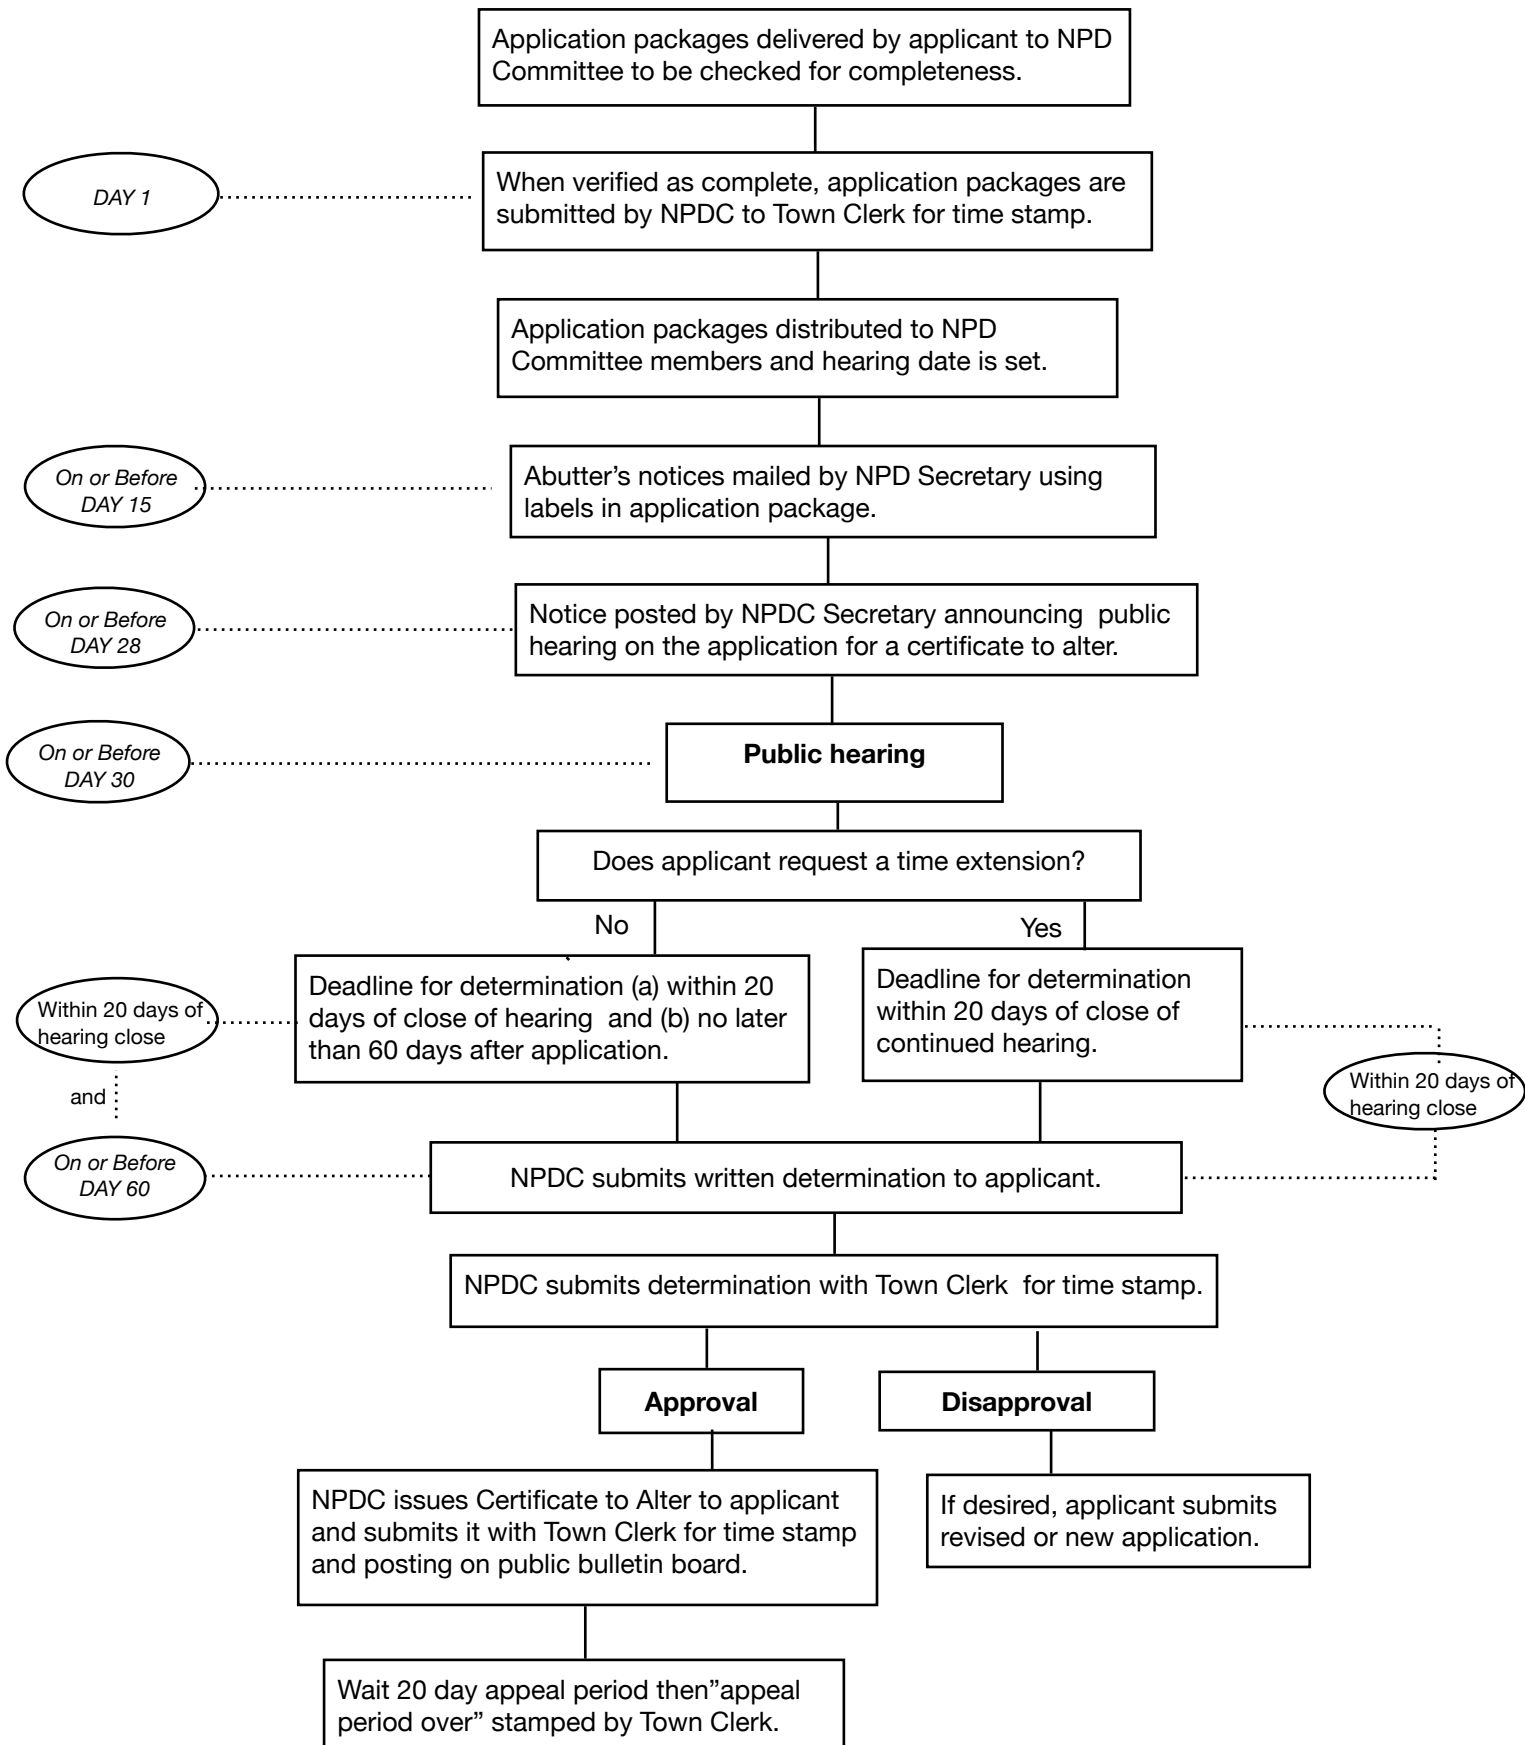 Application packages delivered by applicant to NPD
Committee to be checked for completeness.
DAY 1
When verified as complete, application packages are
submitted by NPDC to Town Clerk for time stamp.
Application packages distributed to NPD
Committee members and hearing date is set.
On or Before
DAY 15
Abutter’s notices mailed by NPD Secretary using
labels in application package.
On or Before
DAY 28
Notice posted by NPDC Secretary announcing  public
hearing on the application for a certificate to alter.
On or Before
DAY 30
Public hearing
Does applicant request a time extension?
No
Yes
Within 20 days of
hearing close
and
Deadline for determination (a) within 20
days of close of hearing  and (b) no later
than 60 days after application.
Deadline for determination
within 20 days of close of
continued hearing.
Within 20 days of
hearing close
On or Before
DAY 60
NPDC submits written determination to applicant.
NPDC submits determination with Town Clerk  for time stamp.
Approval
Disapproval
NPDC issues Certificate to Alter to applicant
and submits it with Town Clerk for time stamp
and posting on public bulletin board.
If desired, applicant submits
revised or new application.
Wait 20 day appeal period then”appeal
period over” stamped by Town Clerk.